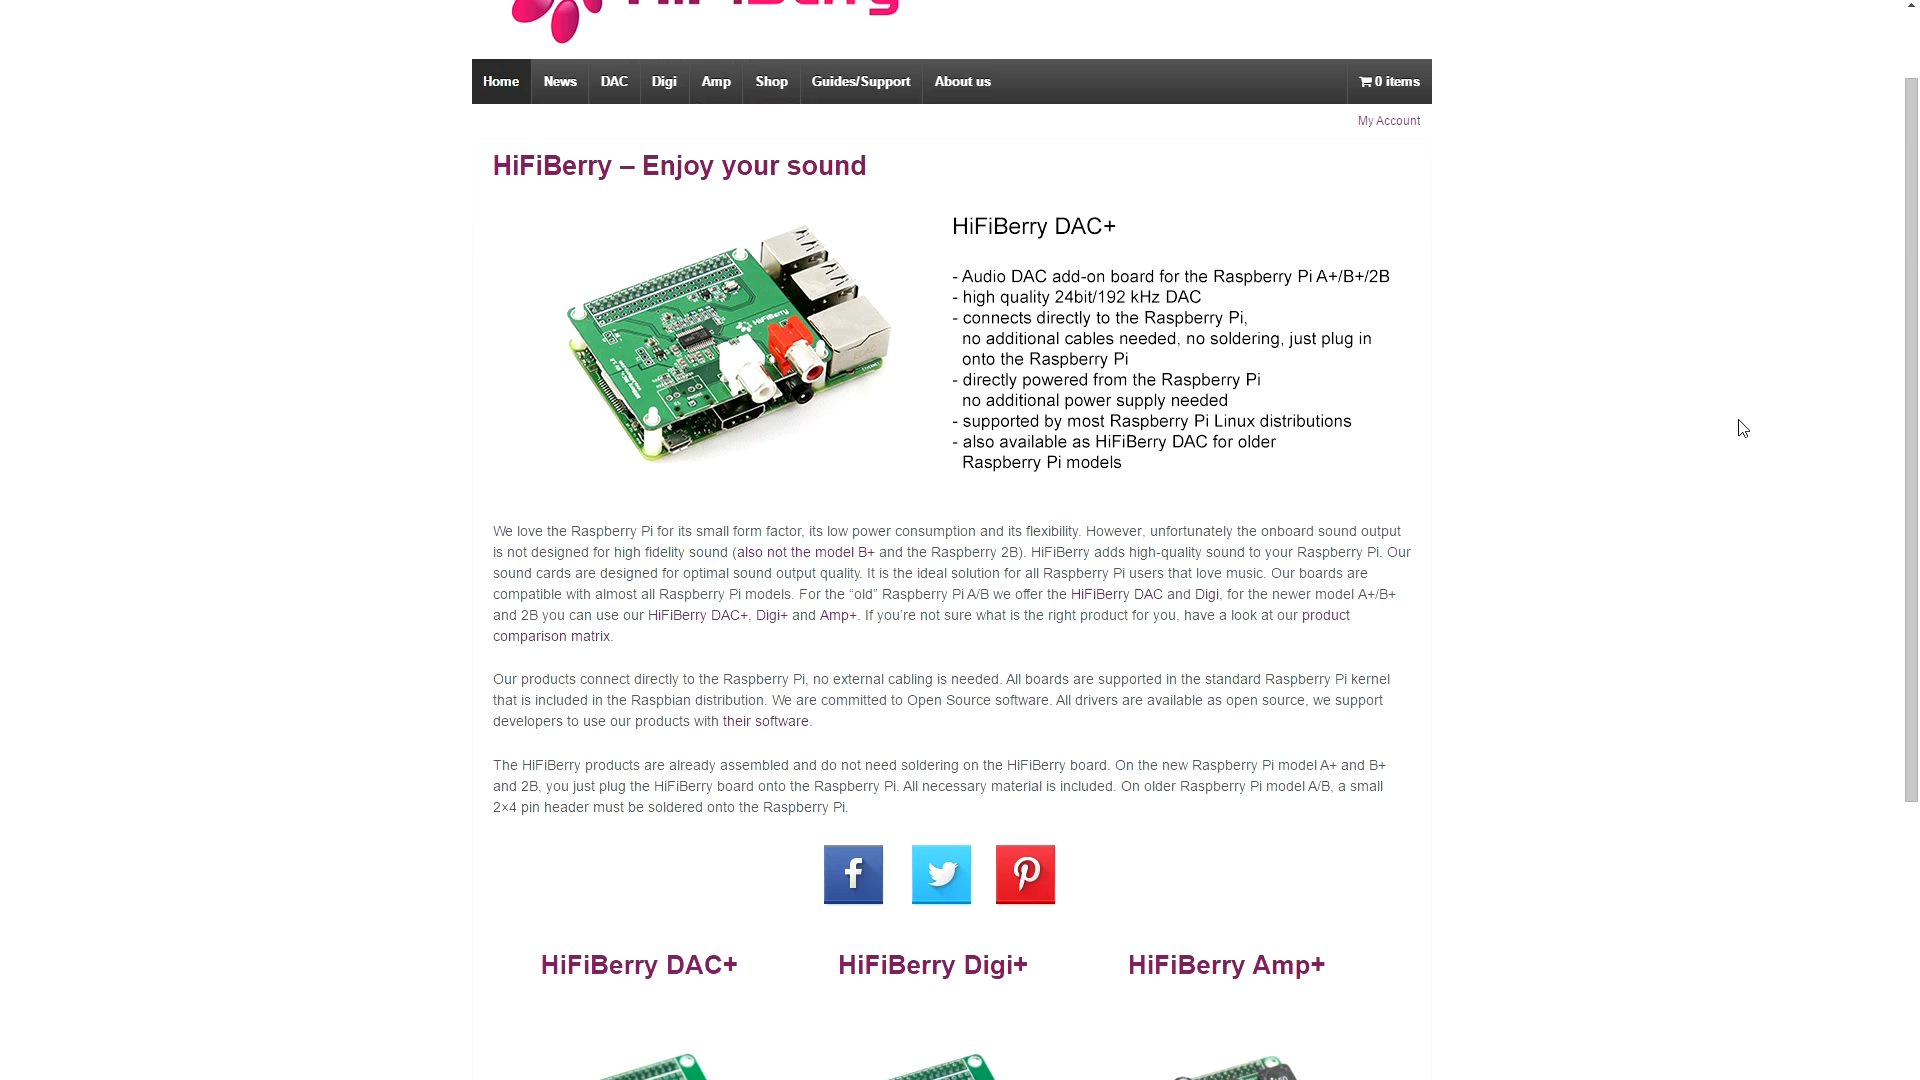 HiFiBerry
Home News DAC Digi Amp Shop Guides/Support About us 0 items
My Account
HiFiBerry – Enjoy your sound
HiFiBerry DAC+
- Audio DAC add-on board for the Raspberry Pi A+/B+/2B
- high quality 24bit/192 kHz DAC
- connects directly to the Raspberry Pi,
no additional cables needed, no soldering, just plug in
onto the Raspberry Pi
- directly powered from the Raspberry Pi
no additional power supply needed
- supported by most Raspberry Pi Linux distributions
- also available as HiFiBerry DAC for older
Raspberry Pi models
HiFiBerry
We love the Raspberry Pi for its small form factor, its low power consumption and its flexibility. However, unfortunately the onboard sound output
is not designed for high fidelity sound (also not the model B+ and the Raspberry 2B). HiFiBerry adds high-quality sound to your Raspberry Pi. Our
sound cards are designed for optimal sound output quality. It is the ideal solution for all Raspberry Pi users that love music. Our boards are
compatible with almost all Raspberry Pi models. For the “old” Raspberry Pi A/B we offer the HiFiBerry DAC and Digi, for the newer model A+/B+
and 2B you can use our HiFiBerry DAC+, Digi+ and Amp+. If you’re not sure what is the right product for you, have a look at our product
comparison matrix.
Our products connect directly to the Raspberry Pi, no external cabling is needed. All boards are supported in the standard Raspberry Pi kernel
that is included in the Raspbian distribution. We are committed to Open Source software. All drivers are available as open source, we support
developers to use our products with their software.
The HiFiBerry products are already assembled and do not need soldering on the HiFiBerry board. On the new Raspberry Pi model A+ and B+
and 2B, you just plug the HiFiBerry board onto the Raspberry Pi. All necessary material is included. On older Raspberry Pi model A/B, a small
2×4 pin header must be soldered onto the Raspberry Pi.
HiFiBerry DAC+ HiFiBerry Digi+ HiFiBerry Amp+